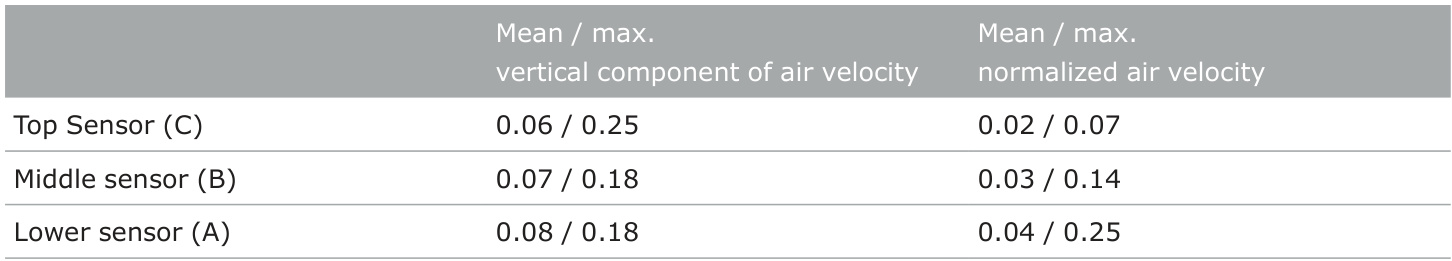 Mean / max. Mean / max.
vertical component of air velocity normalized air velocity
Top Sensor (C) 0.06 / 0.25 0.02 / 0.07
Middle sensor (B) 0.07 / 0.18 0.03 / 0.14
Lower sensor (A) 0.08 / 0.18 0.04 / 0.25